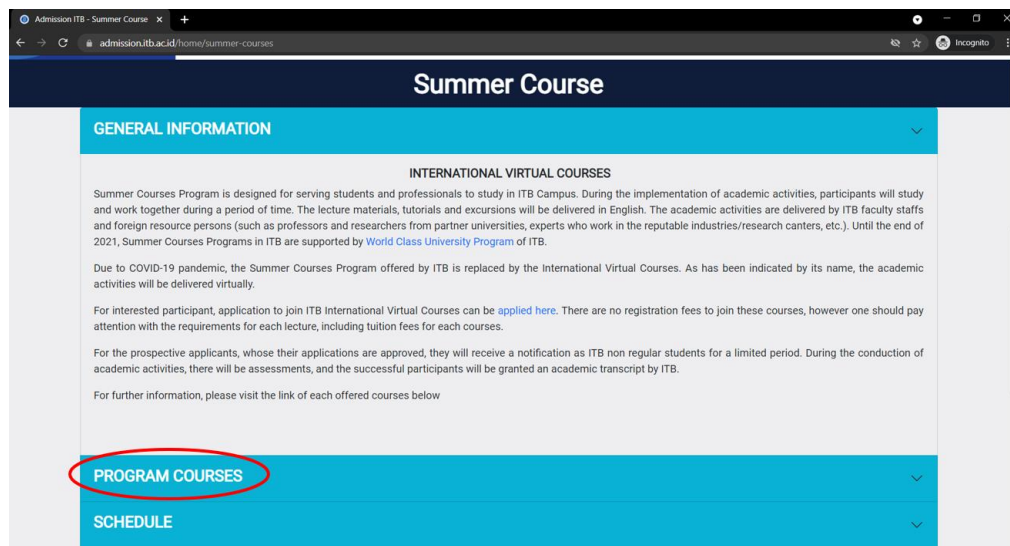 Admission ITB - Summer Course
admission.itb.ac.id/home/summer-courses
Incognito
Summer Course
GENERAL INFORMATION
INTERNATIONAL VIRTUAL COURSES
Summer Courses Program is designed for serving students and professionals to study in ITB Campus. During the implementation of academic activities, participants will study
and work together during a period of time. The lecture materials, tutorials and excursions will be delivered in English. The academic activities are delivered by ITB faculty staffs
and foreign resource persons (such as professors and researchers from partner universities, experts who work in the reputable industries/research canters, etc.). Until the end of
2021, Summer Courses Programs in ITB are supported by World Class University Program of ITB.
Due to COVID-19 pandemic, the Summer Courses Program offered by ITB is replaced by the International Virtual Courses. As has been indicated by its name, the academic
activities will be delivered virtually.
For interested participant, application to join ITB International Virtual Courses can be applied here. There are no registration fees to join these courses, however one should pay
attention with the requirements for each lecture, including tuition fees for each courses.
For the prospective applicants, whose their applications are approved, they will receive a notification as ITB non regular students for a limited period. During the conduction of
academic activities, there will be assessments, and the successful participants will be granted an academic transcript by ITB.
For further information, please visit the link of each offered courses below
PROGRAM COURSES
SCHEDULE